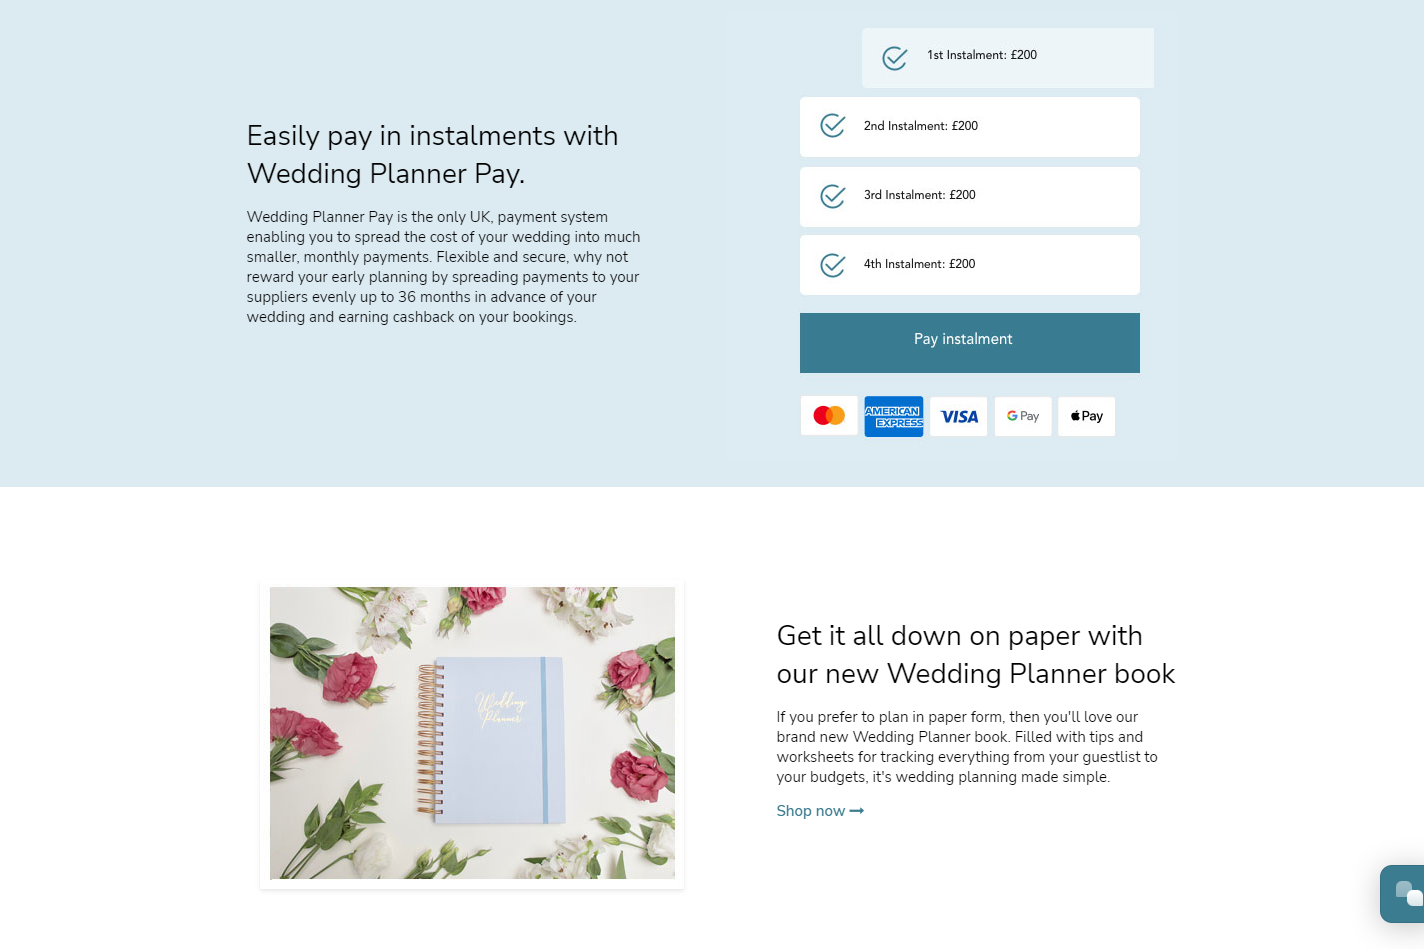 Easily pay in instalments with
Wedding Planner Pay.
Wedding Planner Pay is the only UK, payment system
enabling you to spread the cost of your wedding into much
smaller, monthly payments. Flexible and secure, why not
reward your early planning by spreading payments to your
suppliers evenly up to 36 months in advance of your
wedding and earning cashback on your bookings.
1st Instalment: £200
2nd Instalment: £200
3rd Instalment: £200
4th Instalment: £200
Pay instalment
AMERICAN
EXPRESS
VISA
G Pay
Pay
Wedding
Planner
Get it all down on paper with
our new Wedding Planner book
If you prefer to plan in paper form, then you'll love our
brand new Wedding Planner book. Filled with tips and
worksheets for tracking everything from your guestlist to
your budgets, it's wedding planning made simple.
Shop now